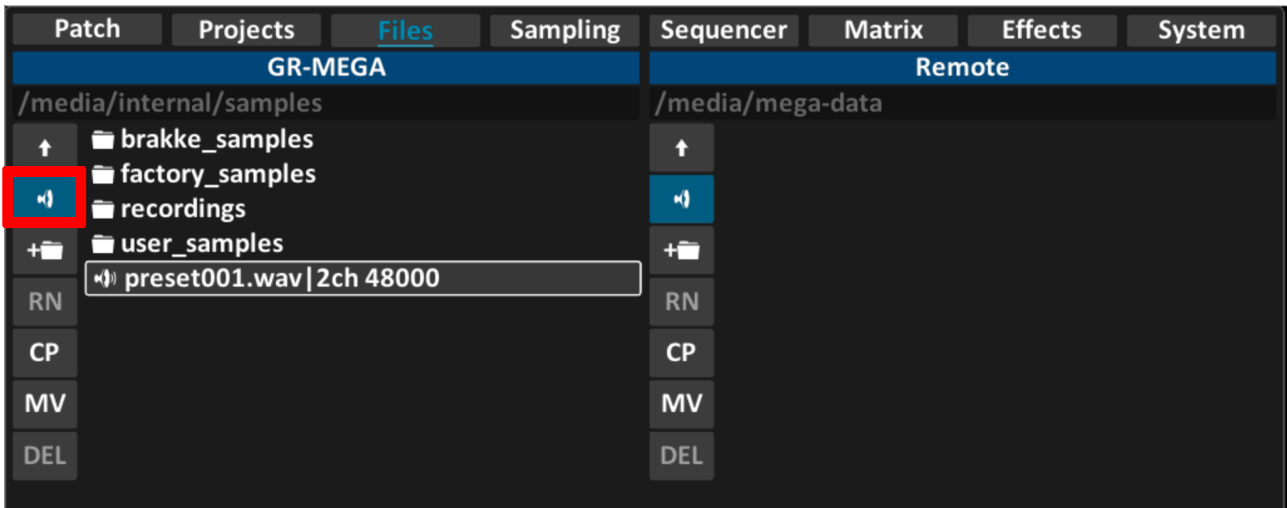 Patch Projects Files Sampling Sequencer Matrix Effects System
GR-MEGA
/media/internal/samples
brakke_samples
factory_samples
recordings
user_samples
preset001.wav|2ch 48000
RN
CP
MV
DEL
Remote
/media/mega-data
RN
CP
MV
DEL